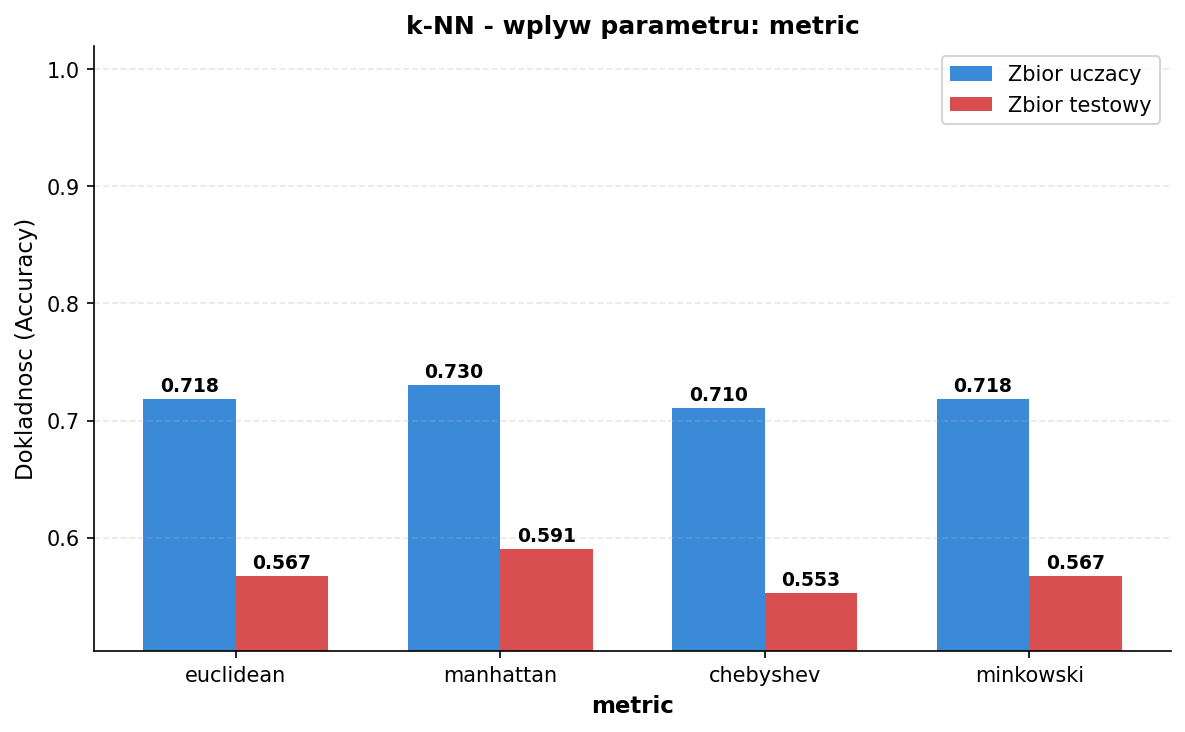 k-NN - wplyw parametru: metric
Zbior uczacy
Zbior testowy
Dokladnosc (Accuracy)
1.0
0.9
0.8
0.7
0.6
0.718
0.567
0.730
0.591
0.710
0.553
0.718
0.567
euclidean
manhattan
chebyshev
minkowski
metric